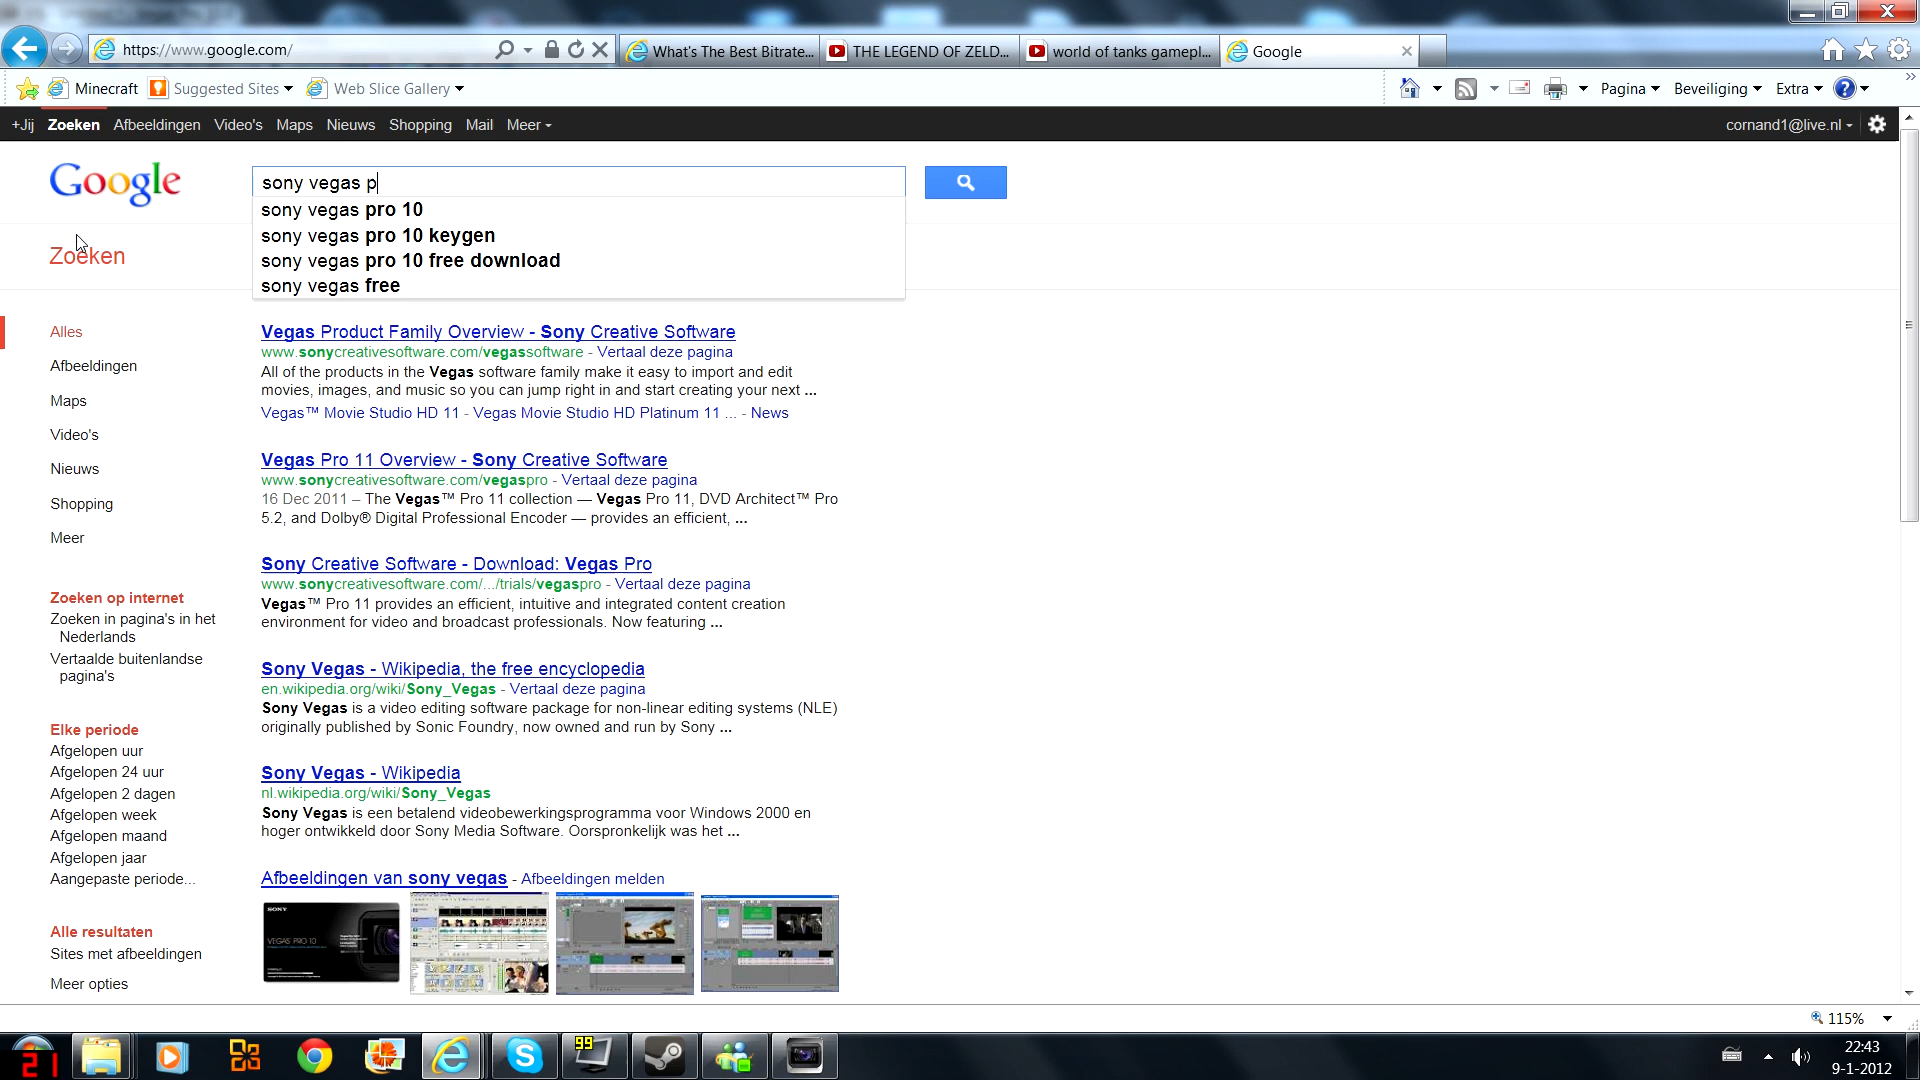 https://www.google.com/
What's The Best Bitrate...
THE LEGEND OF ZELD...
world of tanks gamepl...
Google
Minecraft
Suggested Sites
Web Slice Gallery
Pagina
Beveiliging
Extra
+Jij Zoeken Afbeeldingen Video's Maps Nieuws Shopping Mail Meer
cornand1@live.nl
Google
sony vegas p
sony vegas pro 10
sony vegas pro 10 keygen
sony vegas pro 10 free download
sony vegas free
Zoeken
Alles
Afbeeldingen
Maps
Video's
Nieuws
Shopping
Meer
Zoeken op internet
Zoeken in pagina's in het
Nederlands
Vertaalde buitenlandse
pagina's
Elke periode
Afgelopen uur
Afgelopen 24 uur
Afgelopen 2 dagen
Afgelopen week
Afgelopen maand
Afgelopen jaar
Aangepaste periode...
Alle resultaten
Sites met afbeeldingen
Meer opties
Vegas Product Family Overview - Sony Creative Software
www.sonycreativesoftware.com/vegassoftware - Vertaal deze pagina
All of the products in the Vegas software family make it easy to import and edit
movies, images, and music so you can jump right in and start creating your next ...
Vegas™ Movie Studio HD 11 - Vegas Movie Studio HD Platinum 11 ... - News
Vegas Pro 11 Overview - Sony Creative Software
www.sonycreativesoftware.com/vegaspro - Vertaal deze pagina
16 Dec 2011 – The Vegas™ Pro 11 collection — Vegas Pro 11, DVD Architect™ Pro
5.2, and Dolby® Digital Professional Encoder — provides an efficient, ...
Sony Creative Software - Download: Vegas Pro
www.sonycreativesoftware.com/.../trials/vegaspro - Vertaal deze pagina
Vegas™ Pro 11 provides an efficient, intuitive and integrated content creation
environment for video and broadcast professionals. Now featuring ...
Sony Vegas - Wikipedia, the free encyclopedia
en.wikipedia.org/wiki/Sony_Vegas - Vertaal deze pagina
Sony Vegas is a video editing software package for non-linear editing systems (NLE)
originally published by Sonic Foundry, now owned and run by Sony ...
Sony Vegas - Wikipedia
nl.wikipedia.org/wiki/Sony_Vegas
Sony Vegas is een betalend videobewerkingsprogramma voor Windows 2000 en
hoger ontwikkeld door Sony Media Software. Oorspronkelijk was het ...
Afbeeldingen van sony vegas - Afbeeldingen melden
SONY
VEGAS PRO 10
115%
21
99
22:43
9-1-2012